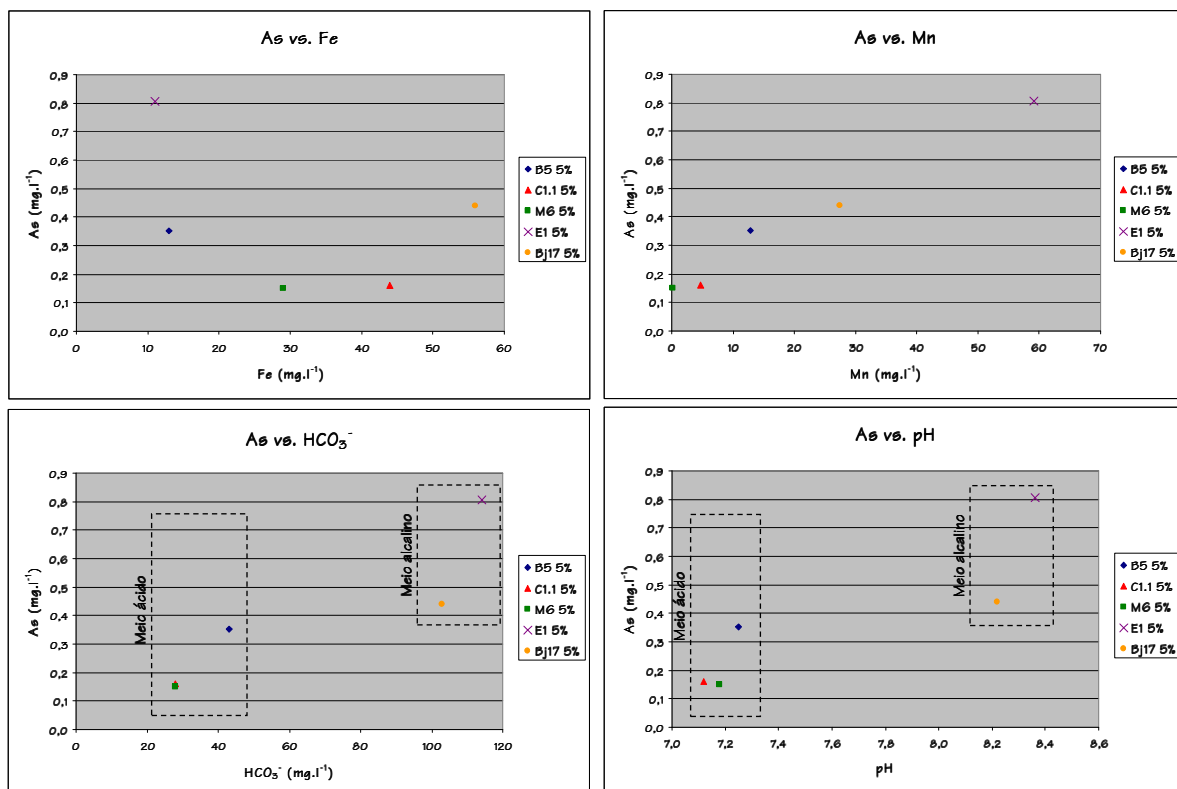 As vs. Fe
As (mg.l⁻¹)
0,9
0,8
0,7
0,6
0,5
0,4
0,3
0,2
0,1
0,0
0 10 20 30 40 50 60
Fe (mg.l⁻¹)
B5 5%
C1.1 5%
M6 5%
E1 5%
Bj17 5%
As vs. Mn
As (mg.l⁻¹)
0,9
0,8
0,7
0,6
0,5
0,4
0,3
0,2
0,1
0,0
0 10 20 30 40 50 60 70
Mn (mg.l⁻¹)
B5 5%
C1.1 5%
M6 5%
E1 5%
Bj17 5%
As vs. HCO₃⁻
As (mg.l⁻¹)
0,9
0,8
0,7
0,6
0,5
0,4
0,3
0,2
0,1
0,0
0 20 40 60 80 100 120
HCO₃⁻ (mg.l⁻¹)
Meio ácido
Meio alcalino
B5 5%
C1.1 5%
M6 5%
E1 5%
Bj17 5%
As vs. pH
As (mg.l⁻¹)
0,9
0,8
0,7
0,6
0,5
0,4
0,3
0,2
0,1
0,0
7,0 7,2 7,4 7,6 7,8 8,0 8,2 8,4 8,6
pH
Meio ácido
Meio alcalino
B5 5%
C1.1 5%
M6 5%
E1 5%
Bj17 5%